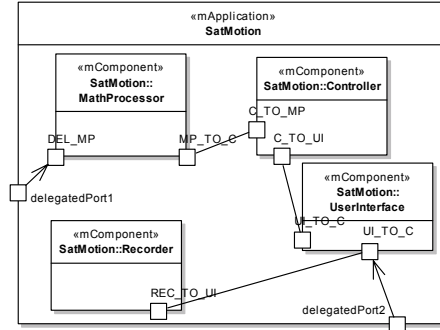 «mApplication»
SatMotion
«mComponent»
SatMotion::
MathProcessor
«mComponent»
SatMotion::Controller
DEL_MP
MP_TO_C
C_TO_MP
C_TO_UI
delegatedPort1
«mComponent»
SatMotion::
UserInterface
«mComponent»
SatMotion::Recorder
UI_TO_C
UI_TO_C
REC_TO_UI
delegatedPort2